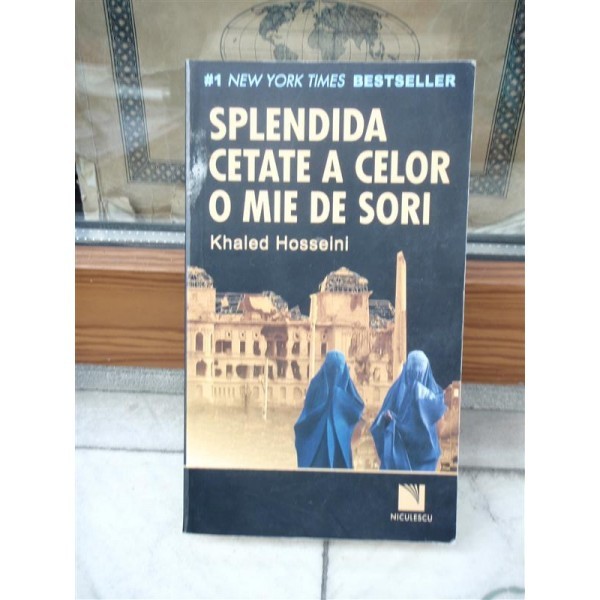 #1 NEW YORK TIMES BESTSELLER
SPLENDIDA
CETATE A CELOR
O MIE DE SORI
Khaled Hosseini
NICULESCU